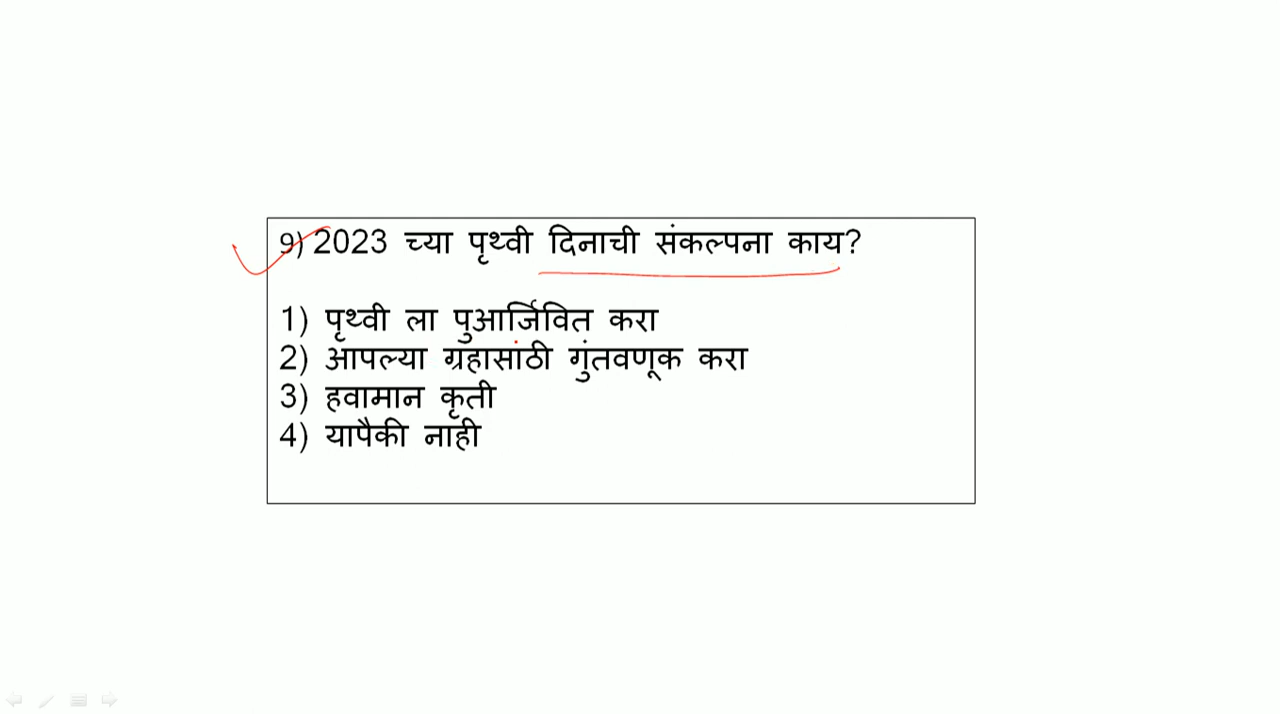 9) 2023 च्या पृथ्वी दिनाची संकल्पना काय?
1) पृथ्वी ला पुआर्जिवित करा
2) आपल्या ग्रहासाठी गुंतवणूक करा
3) हवामान कृती
4) यापैकी नाही